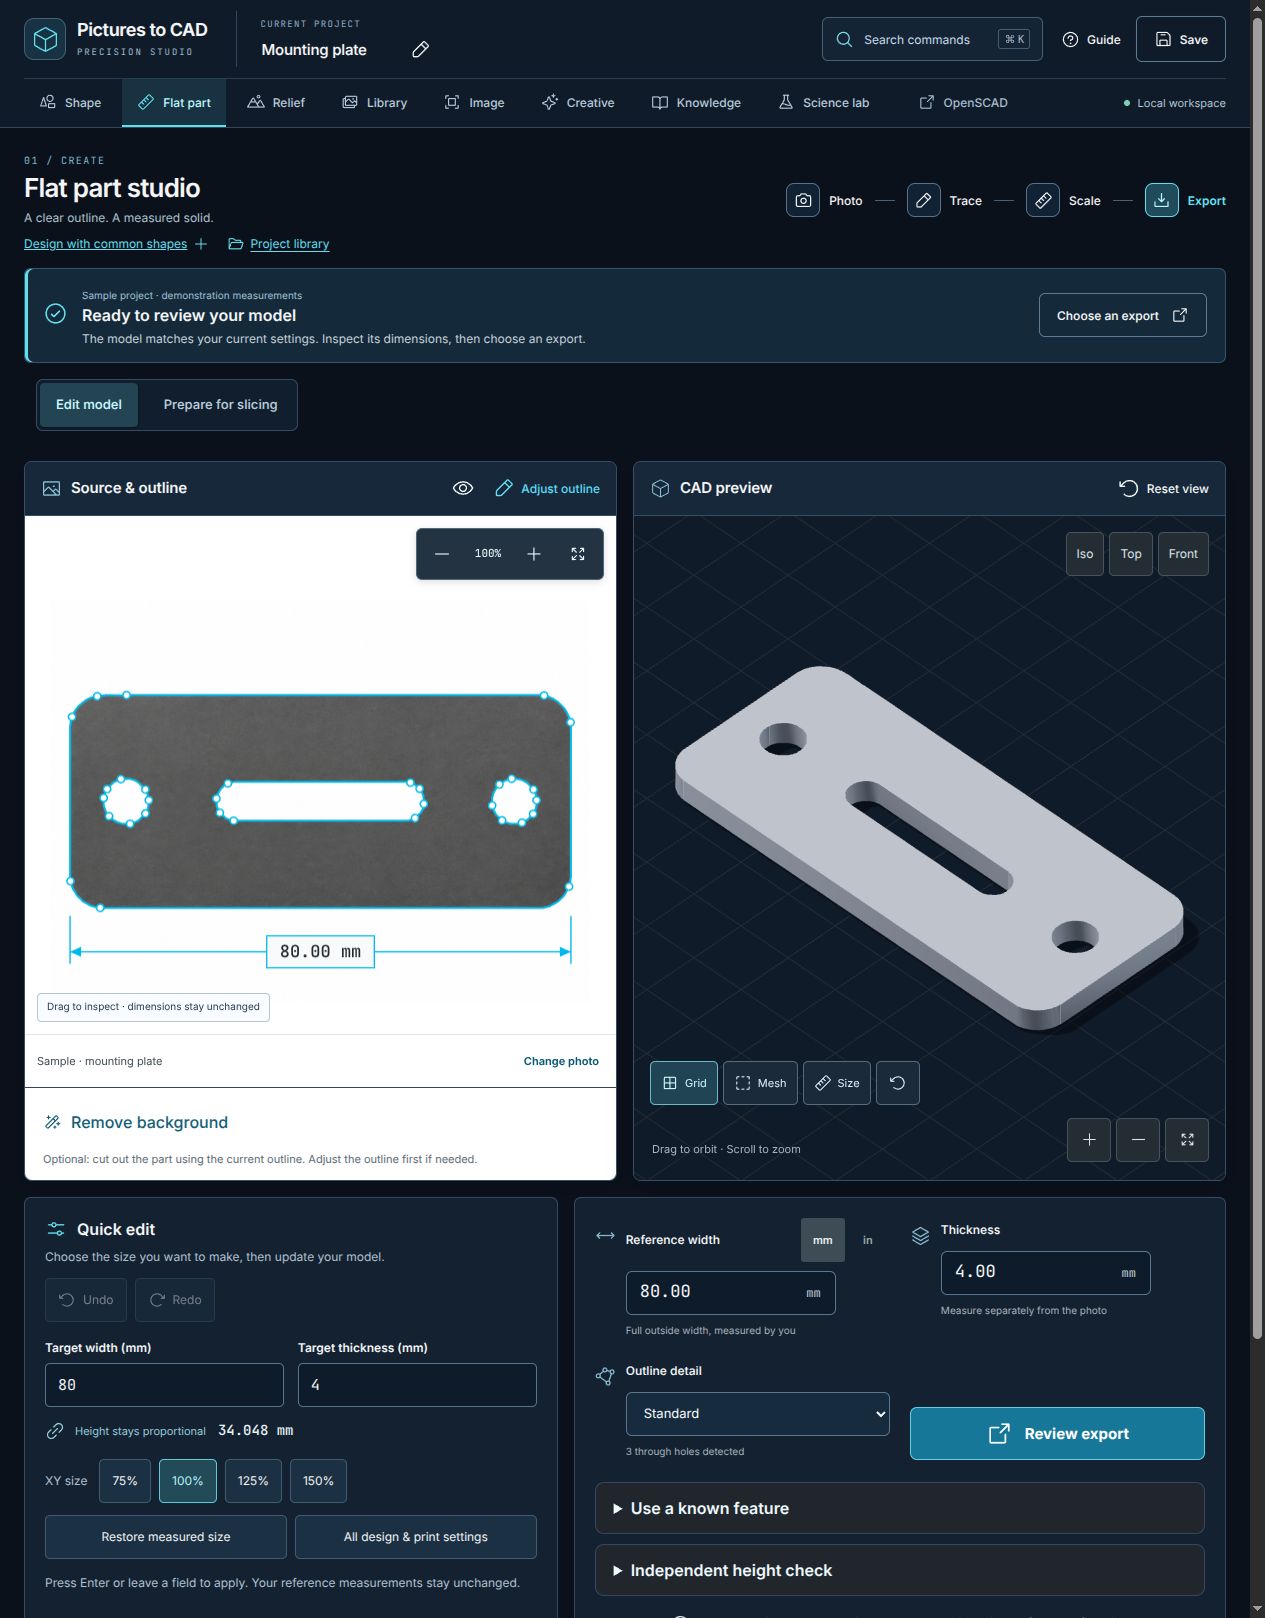 Pictures to CAD
PRECISION STUDIO
CURRENT PROJECT
Mounting plate
Search commands
⌘ K
Guide
Save
Shape
Flat part
Relief
Library
Image
Creative
Knowledge
Science lab
OpenSCAD
Local workspace
01 / CREATE
Flat part studio
A clear outline. A measured solid.
Design with common shapes
Project library
Photo
Trace
Scale
Export
Sample project · demonstration measurements
Ready to review your model
The model matches your current settings. Inspect its dimensions, then choose an export.
Choose an export
Edit model
Prepare for slicing
Source & outline
Adjust outline
100%
80.00 mm
Drag to inspect · dimensions stay unchanged
Sample · mounting plate
Change photo
Remove background
Optional: cut out the part using the current outline. Adjust the outline first if needed.
CAD preview
Reset view
Iso
Top
Front
Grid
Mesh
Size
Drag to orbit · Scroll to zoom
Quick edit
Choose the size you want to make, then update your model.
Undo
Redo
Target width (mm)
Target thickness (mm)
80
4
Height stays proportional 34.048 mm
XY size
75%
100%
125%
150%
Restore measured size
All design & print settings
Press Enter or leave a field to apply. Your reference measurements stay unchanged.
Reference width
mm
in
80.00 mm
Full outside width, measured by you
Thickness
4.00 mm
Measure separately from the photo
Outline detail
Standard
3 through holes detected
Review export
Use a known feature
Independent height check